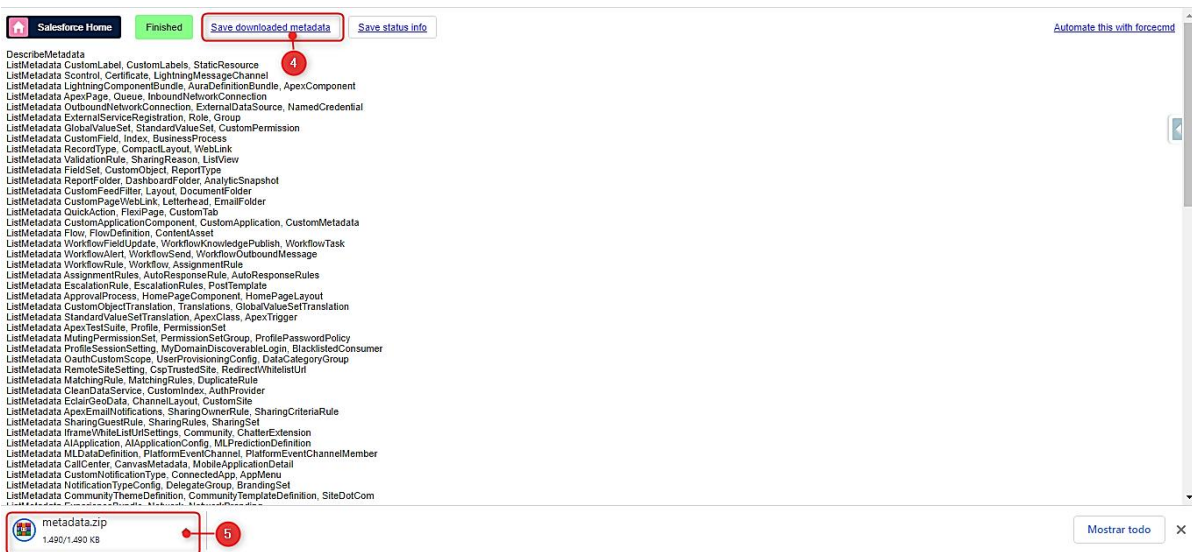 Salesforce Home Finished Save downloaded metadata Save status info Automate this with forcecmd
4
DescribeMetadata
ListMetadata CustomLabel, CustomLabels, StaticResource
ListMetadata Scontrol, Certificate, LightningMessageChannel
ListMetadata LightningComponentBundle, AuraDefinitionBundle, ApexComponent
ListMetadata ApexPage, Queue, InboundNetworkConnection
ListMetadata OutboundNetworkConnection, ExternalDataSource, NamedCredential
ListMetadata ExternalServiceRegistration, Role, Group
ListMetadata GlobalValueSet, StandardValueSet, CustomPermission
ListMetadata CustomField, Index, BusinessProcess
ListMetadata RecordType, CompactLayout, WebLink
ListMetadata ValidationRule, SharingReason, ListView
ListMetadata FieldSet, CustomObject, ReportType
ListMetadata ReportFolder, DashboardFolder, AnalyticSnapshot
ListMetadata CustomFeedFilter, Layout, DocumentFolder
ListMetadata CustomPageWebLink, Letterhead, EmailFolder
ListMetadata QuickAction, FlexiPage, CustomTab
ListMetadata CustomApplicationComponent, CustomApplication, CustomMetadata
ListMetadata Flow, FlowDefinition, ContentAsset
ListMetadata WorkflowFieldUpdate, WorkflowKnowledgePublish, WorkflowTask
ListMetadata WorkflowAlert, WorkflowSend, WorkflowOutboundMessage
ListMetadata WorkflowRule, Workflow, AssignmentRule
ListMetadata AssignmentRules, AutoResponseRule, AutoResponseRules
ListMetadata EscalationRule, EscalationRules, PostTemplate
ListMetadata ApprovalProcess, HomePageComponent, HomePageLayout
ListMetadata CustomObjectTranslation, Translations, GlobalValueSetTranslation
ListMetadata StandardValueSetTranslation, ApexClass, ApexTrigger
ListMetadata ApexTestSuite, Profile, PermissionSet
ListMetadata MutingPermissionSet, PermissionSetGroup, ProfilePasswordPolicy
ListMetadata ProfileSessionSetting, MyDomainDiscoverableLogin, BlacklistedConsumer
ListMetadata OauthCustomScope, UserProvisioningConfig, DataCategoryGroup
ListMetadata RemoteSiteSetting, CspTrustedSite, RedirectWhitelistUrl
ListMetadata MatchingRule, MatchingRules, DuplicateRule
ListMetadata CleanDataService, CustomIndex, AuthProvider
ListMetadata EclairGeoData, ChannelLayout, CustomSite
ListMetadata ApexEmailNotifications, SharingOwnerRule, SharingCriteriaRule
ListMetadata SharingGuestRule, SharingRules, SharingSet
ListMetadata IframeWhiteListUrlSettings, Community, ChatterExtension
ListMetadata AIApplication, AIApplicationConfig, MLPredictionDefinition
ListMetadata MLDataDefinition, PlatformEventChannel, PlatformEventChannelMember
ListMetadata CallCenter, CanvasMetadata, MobileApplicationDetail
ListMetadata CustomNotificationType, ConnectedApp, AppMenu
ListMetadata NotificationTypeConfig, DelegateGroup, BrandingSet
ListMetadata CommunityThemeDefinition, CommunityTemplateDefinition, SiteDotCom
ListMetadata ExperienceBundle, Network, NetworkBranding
metadata.zip
1.490/1.490 KB
5
Mostrar todo